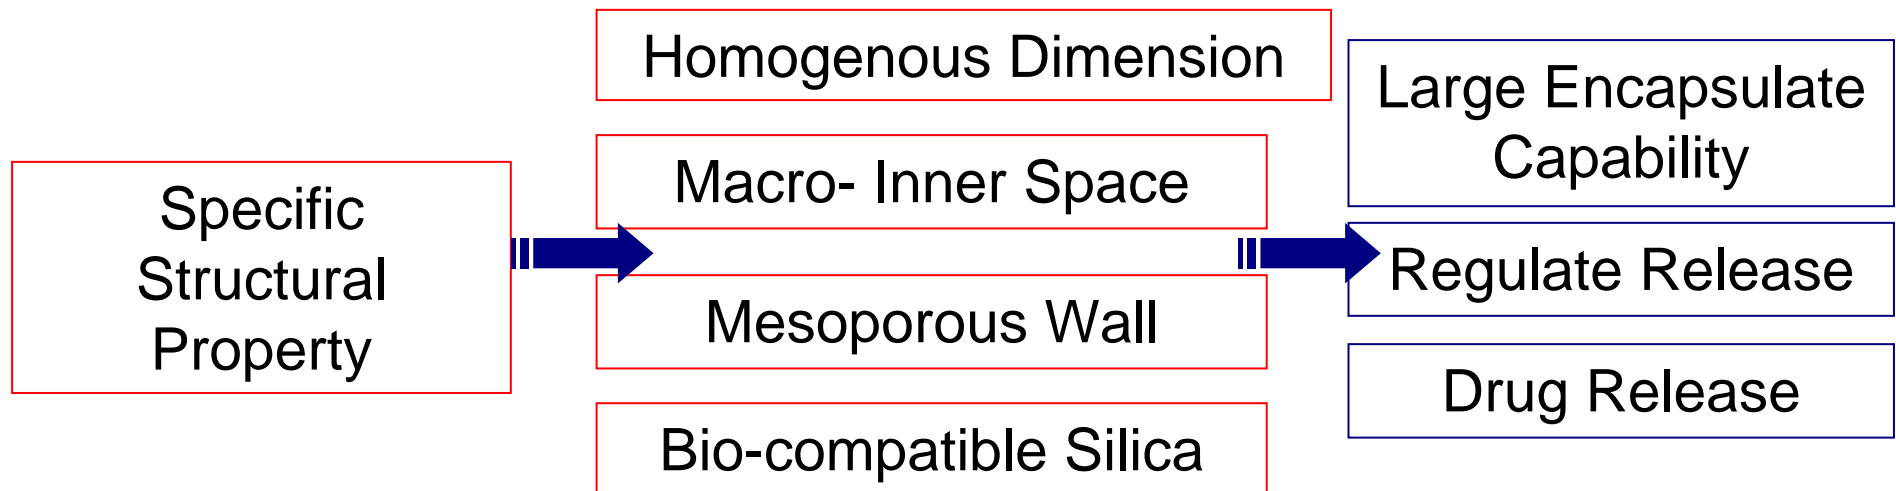 Specific
Structural
Property
Homogenous Dimension
Macro- Inner Space
Mesoporous Wall
Bio-compatible Silica
Large Encapsulate
Capability
Regulate Release
Drug Release